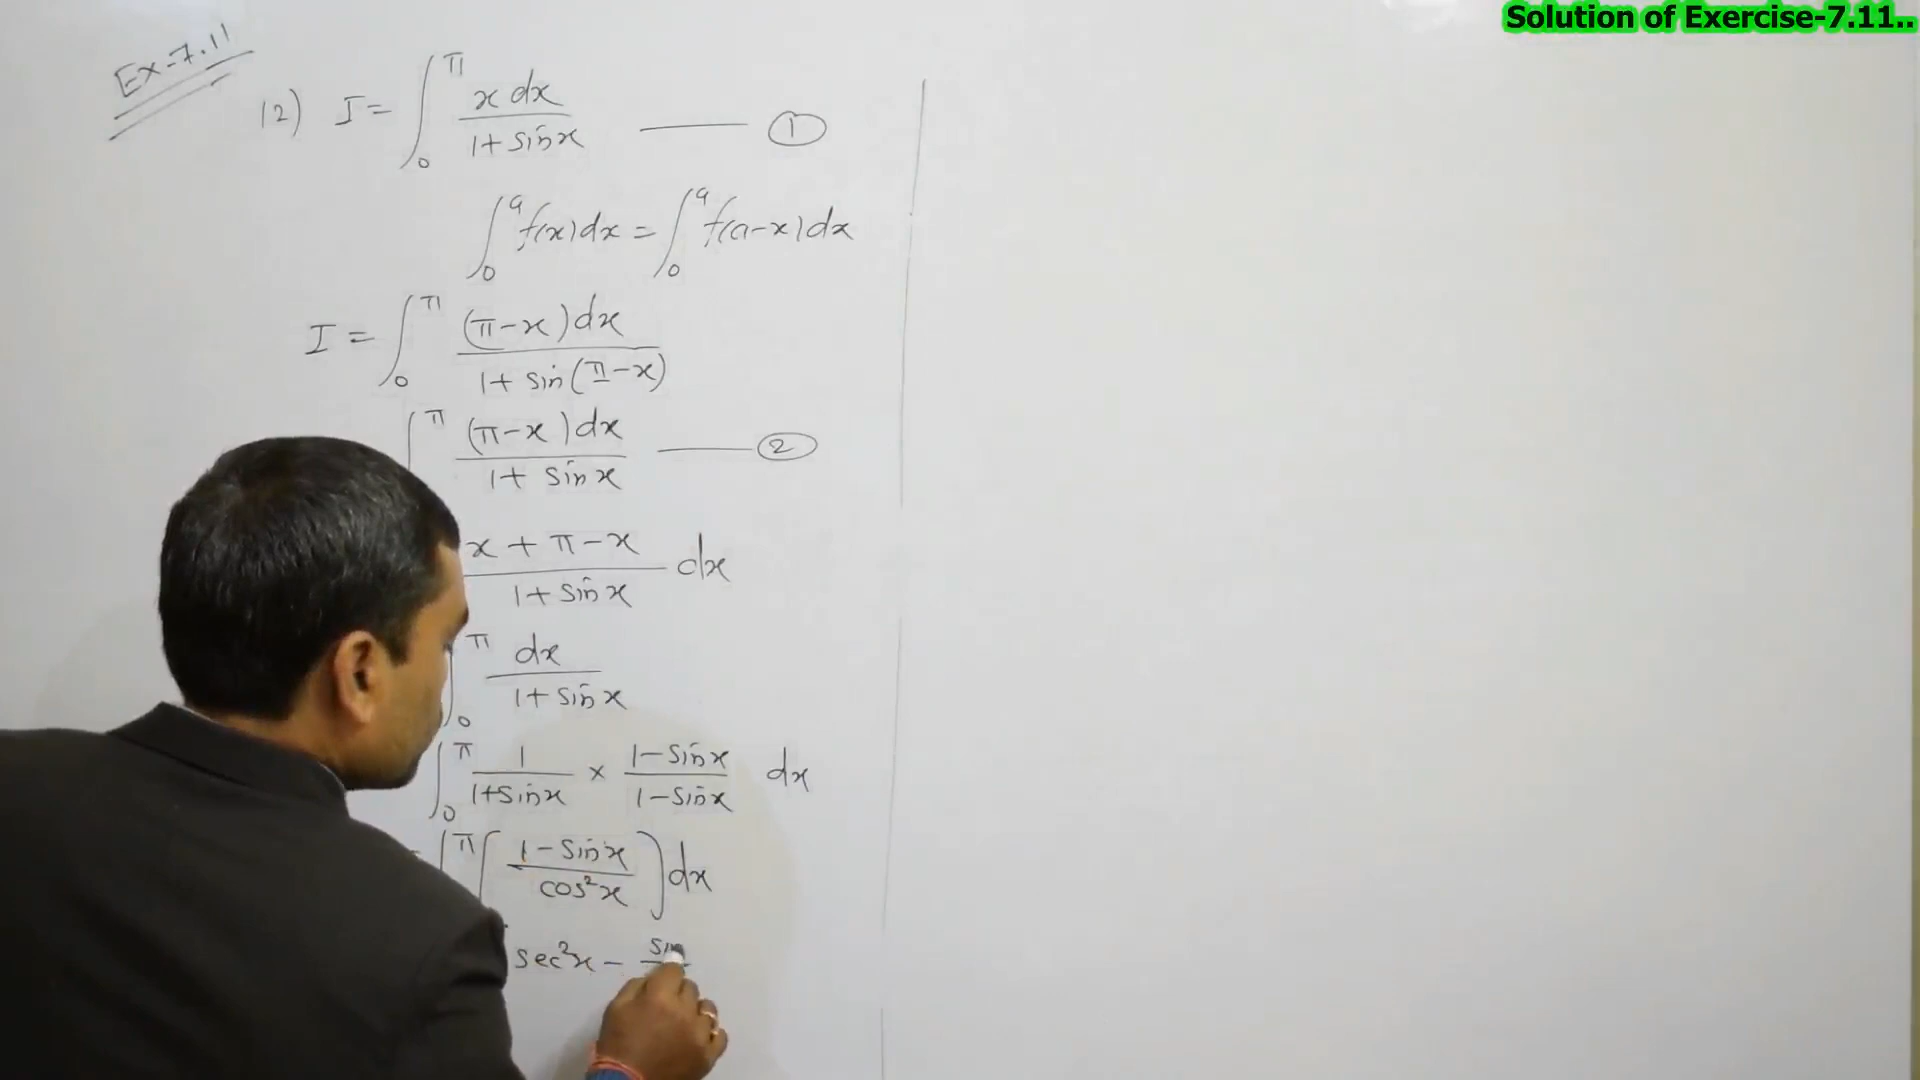 Solution of Exercise-7.11..
Ex-7.11
12) I = ∫₀^π x dx / 1+sinx —— ①
∫₀^a f(x)dx = ∫₀^a f(a-x)dx
I = ∫₀^π (π-x)dx / 1+ sin(π-x)
∫^π (π-x)dx / 1+ sinx —— ②
x + π - x / 1+ sinx dx
∫₀^π dx / 1+ sinx
∫₀^π 1 / 1+sinx × 1-sinx / 1-sinx dx
∫^π (1-sinx / cos²x) dx
sec²x -